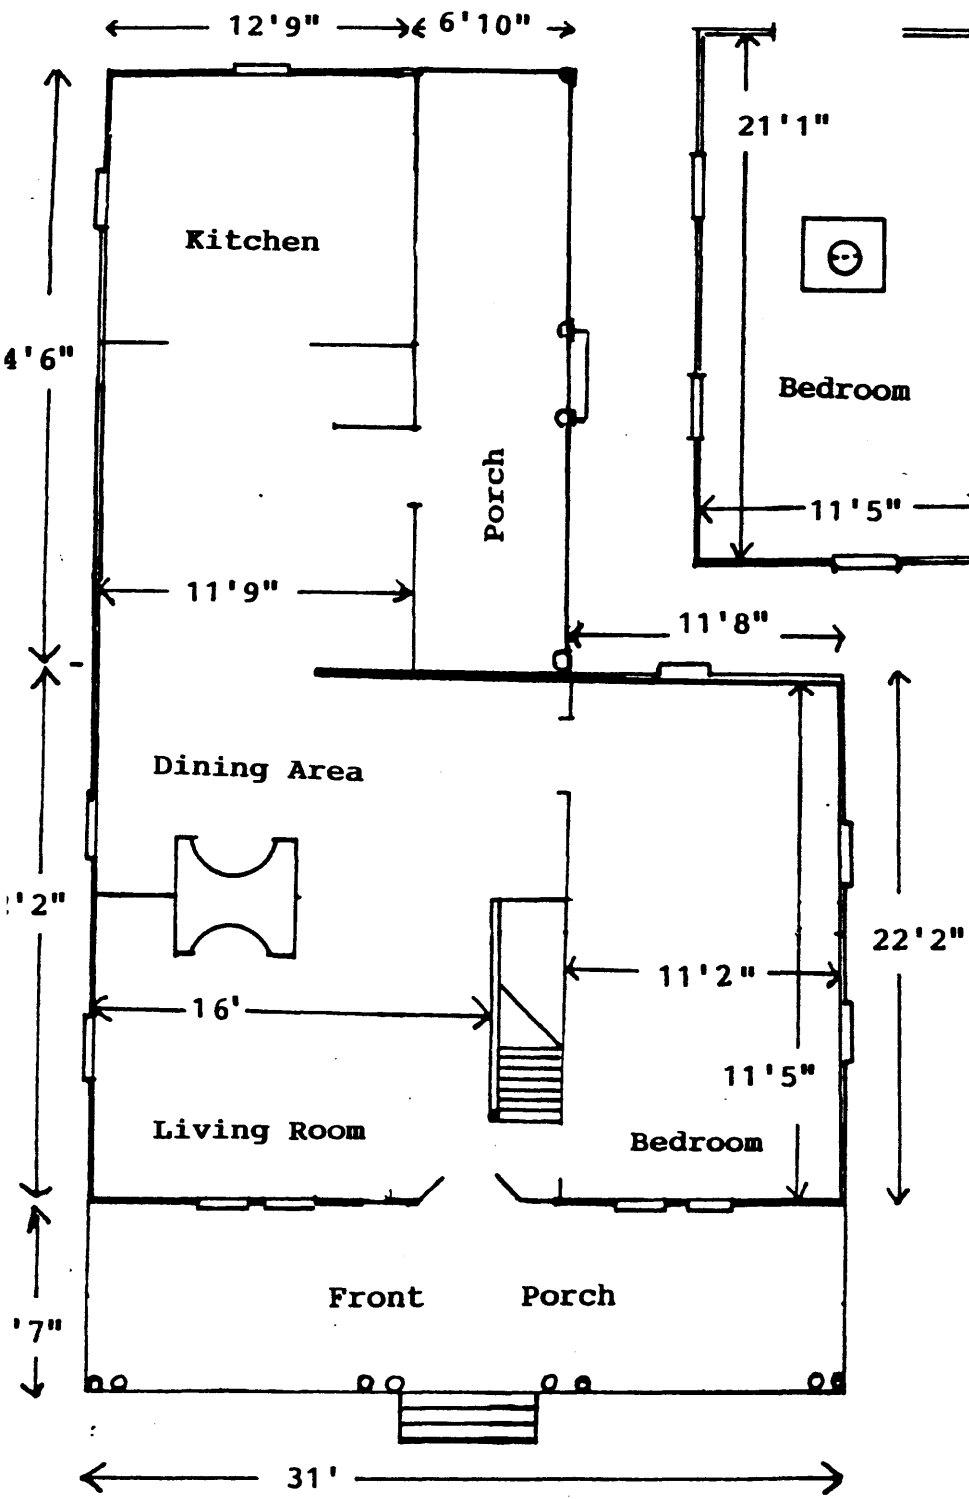 12'9"
6'10"
21'1"
Kitchen
4'6"
Bedroom
Porch
11'5"
11'9"
11'8"
Dining Area
'2"
22'2"
11'2"
16'
11'5"
Living Room
Bedroom
Front Porch
'7"
31'